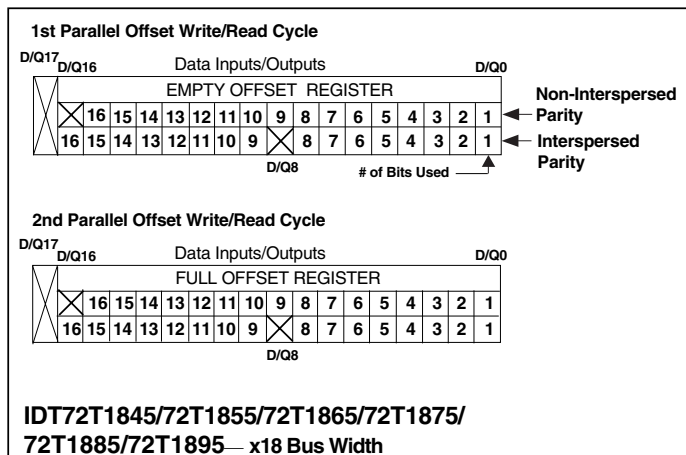 1st Parallel Offset Write/Read Cycle
D/Q17 D/Q16 Data Inputs/Outputs D/Q0
EMPTY OFFSET REGISTER
16 15 14 13 12 11 10 9 8 7 6 5 4 3 2 1 Non-Interspersed Parity
16 15 14 13 12 11 10 9 8 7 6 5 4 3 2 1 Interspersed Parity
D/Q8 # of Bits Used
2nd Parallel Offset Write/Read Cycle
D/Q17 D/Q16 Data Inputs/Outputs D/Q0
FULL OFFSET REGISTER
16 15 14 13 12 11 10 9 8 7 6 5 4 3 2 1
16 15 14 13 12 11 10 9 8 7 6 5 4 3 2 1
D/Q8
IDT72T1845/72T1855/72T1865/72T1875/
72T1885/72T1895— x18 Bus Width